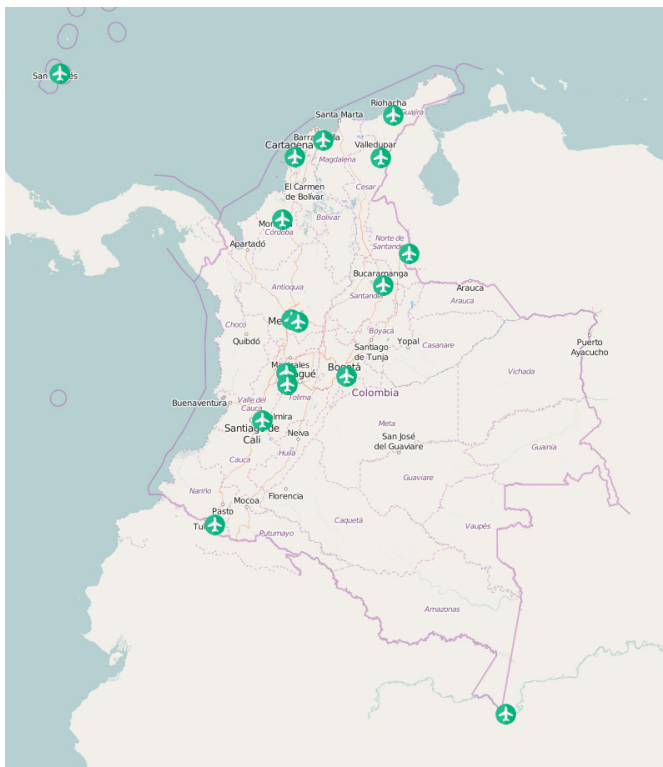 San
és
Riohacha
Guajira
Santa Marta
Cartagena
Valledupar
Magdalena
Cesar
El Carmen
de Bolívar
Bolívar
Córdoba
Apartadó
Norte de
Santander
Bucaramanga
Santander
Arauca
Arauca
Antioquia
Chocó
Quibdó
Boyacá
Santiago
de Tunja
Yopal
Casanare
Puerto
Ayacucho
Vichada
Bogotá
Colombia
Tolima
Buenaventura
Valle del
Cauca
Santiago de
Cali
Neiva
Meta
San José
del Guaviare
Guainía
Cauca
Huila
Guaviare
Nariño
Florencia
Mocoa
Pasto
Caquetá
Vaupés
Putumayo
Amazonas